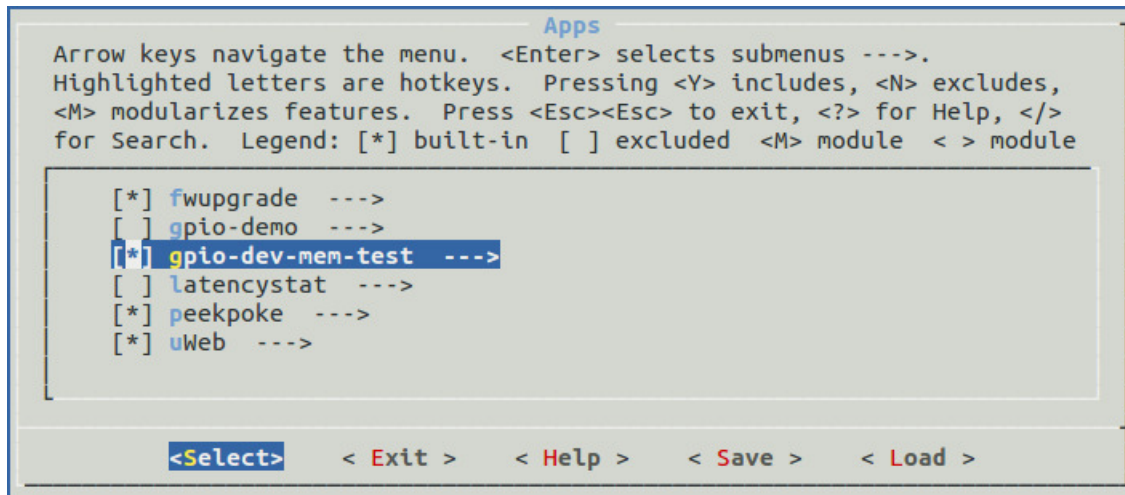 Apps
Arrow keys navigate the menu.  <Enter> selects submenus --->.
Highlighted letters are hotkeys.  Pressing <Y> includes, <N> excludes,
<M> modularizes features.  Press <Esc><Esc> to exit, <?> for Help, </>
for Search.  Legend: [*] built-in  [ ] excluded  <M> module  < > module
[*] fwupgrade  --->
[ ] gpio-demo  --->
[*] gpio-dev-mem-test  --->
[ ] latencystat  --->
[*] peekpoke  --->
[*] uWeb  --->
<Select>    < Exit >    < Help >    < Save >    < Load >